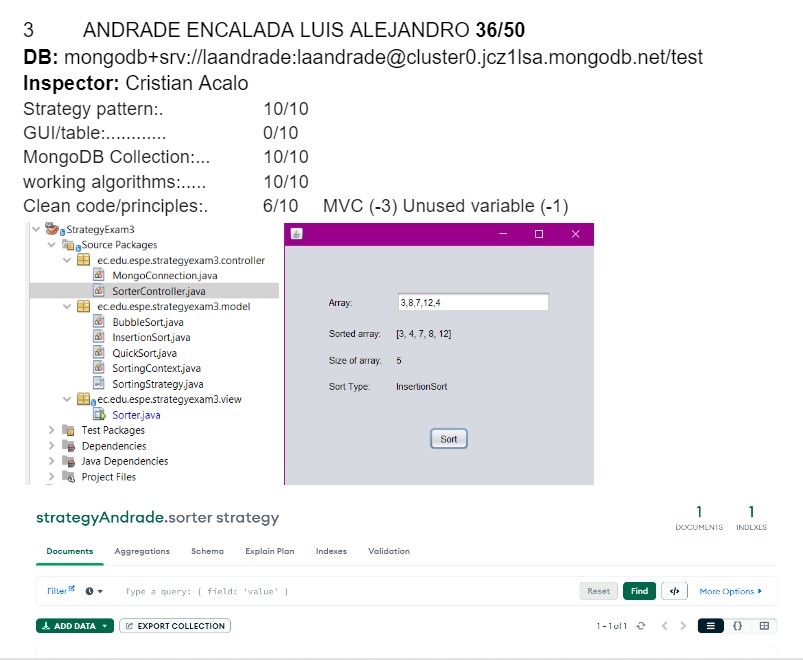 3 ANDRADE ENCALADA LUIS ALEJANDRO 36/50
DB: mongodb+srv://laandrade:laandrade@cluster0.jcz1lsa.mongodb.net/test
Inspector: Cristian Acalo
Strategy pattern:. 10/10
GUI/table:............ 0/10
MongoDB Collection:... 10/10
working algorithms:..... 10/10
Clean code/principles:. 6/10 MVC (-3) Unused variable (-1)
StrategyExam3
Source Packages
ec.edu.espe.strategyexam3.controller
MongoConnection.java
SorterController.java
ec.edu.espe.strategyexam3.model
BubbleSort.java
InsertionSort.java
QuickSort.java
SortingContext.java
SortingStrategy.java
ec.edu.espe.strategyexam3.view
Sorter.java
Test Packages
Dependencies
Java Dependencies
Project Files
Array: 3,8,7,12,4
Sorted array: [3, 4, 7, 8, 12]
Size of array: 5
Sort Type: InsertionSort
Sort
strategyAndrade.sorter strategy
1 1
DOCUMENTS INDEXES
Documents Aggregations Schema Explain Plan Indexes Validation
Filter Type a query: { field: 'value' } Reset Find </> More Options
ADD DATA EXPORT COLLECTION 1-1 of 1 {}